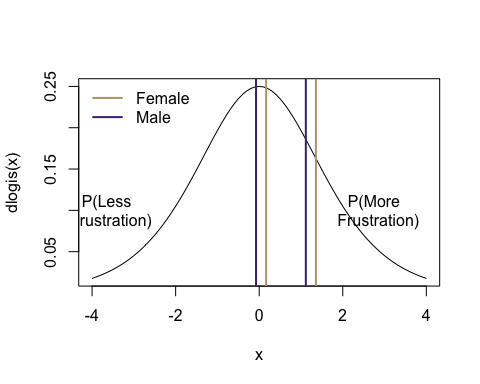 0.25
0.15
0.05
dlogis(x)
Female
Male
P(Less
rustration)
P(More
Frustration)
-4
-2
0
2
4
x